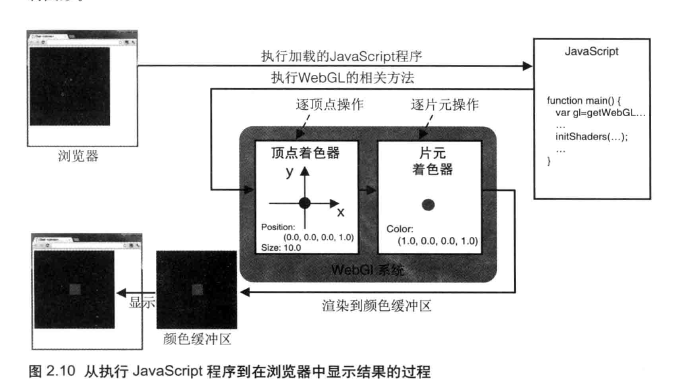 执行加载的JavaScript程序
JavaScript
执行WebGL的相关方法
逐顶点操作
逐片元操作
function main() {
var gl=getWebGL...
...
initShaders(...);
...
}
浏览器
顶点着色器
y
x
Position:
(0.0, 0.0, 0.0, 1.0)
Size: 10.0
片元
着色器
Color:
(1.0, 0.0, 0.0, 1.0)
WebGl 系统
显示
渲染到颜色缓冲区
颜色缓冲区
图 2.10 从执行 JavaScript 程序到在浏览器中显示结果的过程